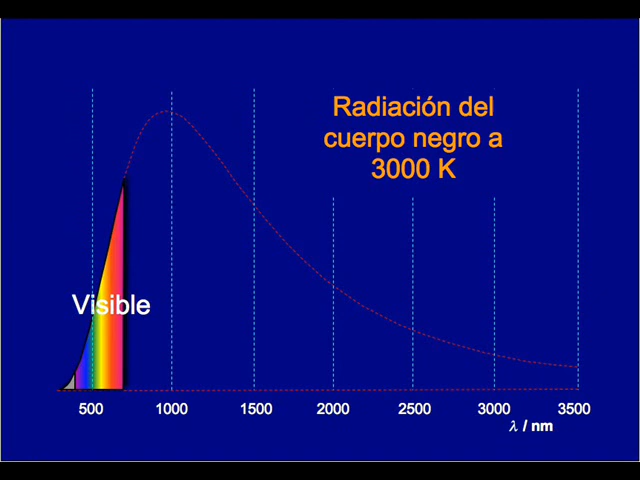 Radiación del
cuerpo negro a
3000 K
Visible
500 1000 1500 2000 2500 3000 3500
λ / nm